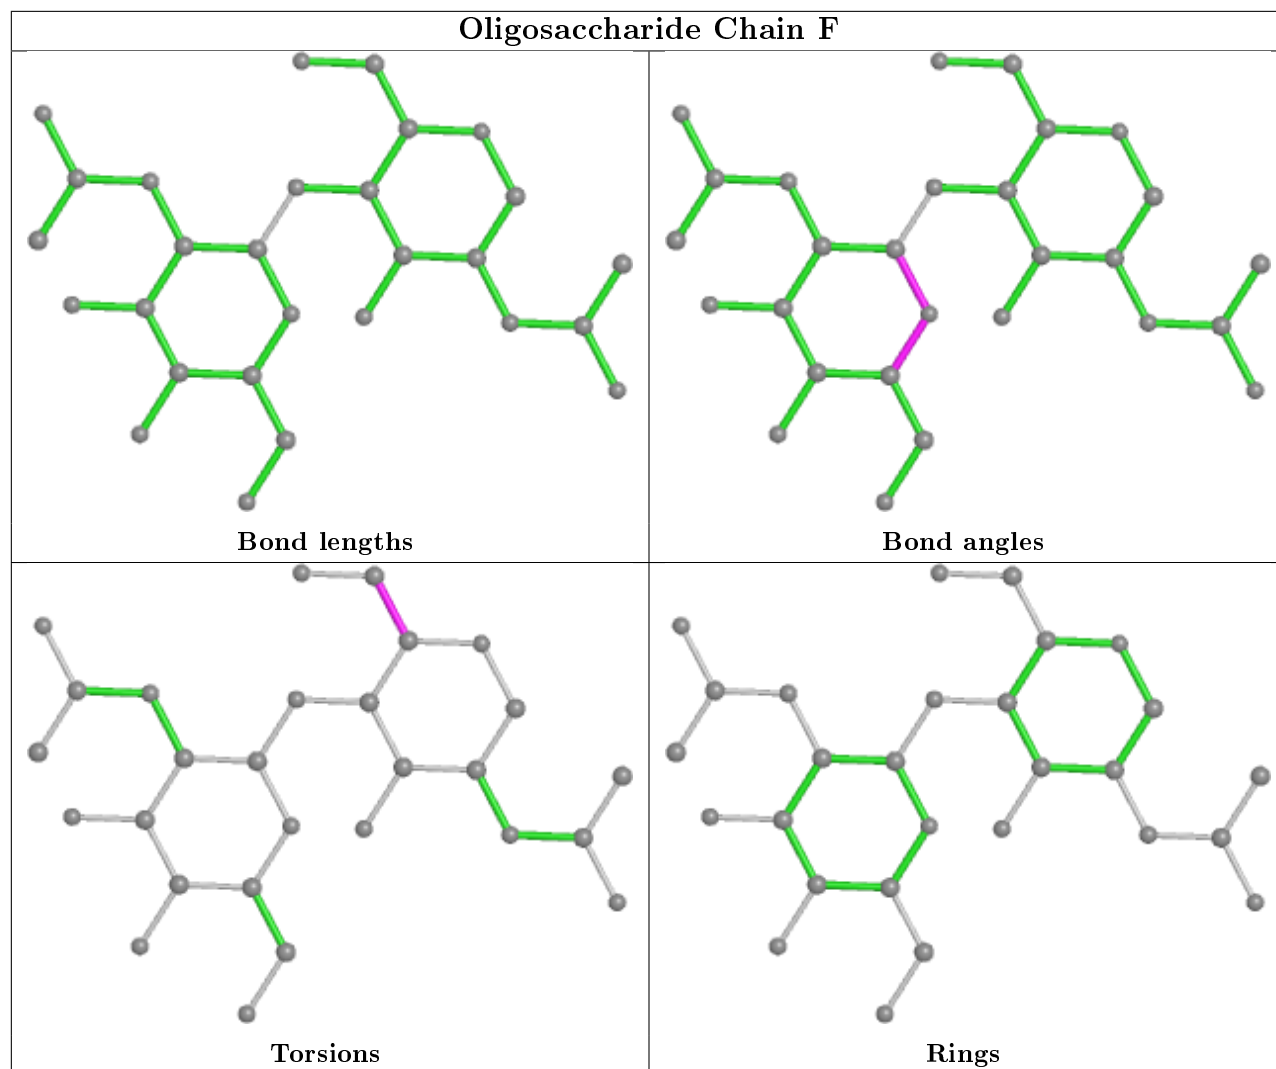 Oligosaccharide Chain F
Bond lengths
Bond angles
Torsions
Rings